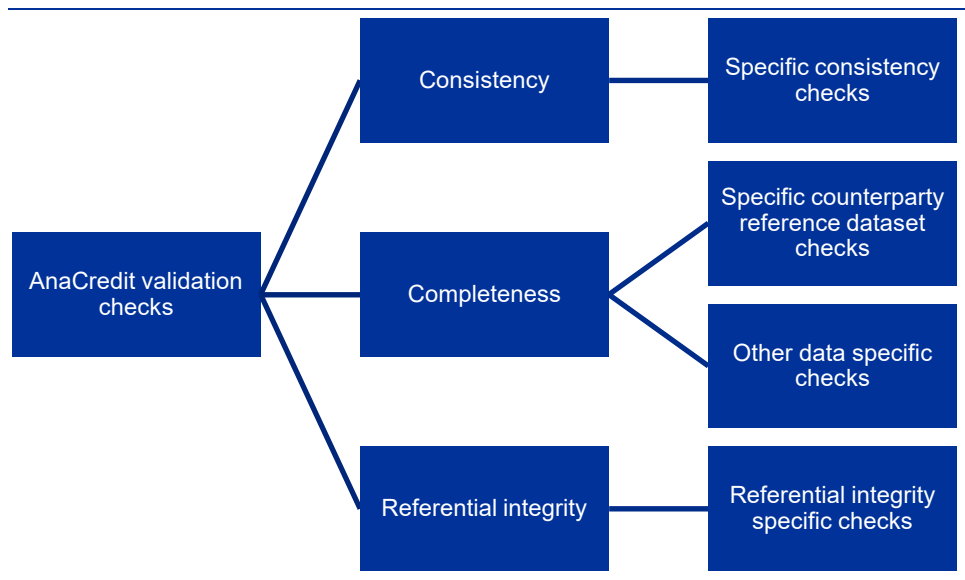 AnaCredit validation
checks
Consistency
Completeness
Referential integrity
Specific consistency
checks
Specific counterparty
reference dataset
checks
Other data specific
checks
Referential integrity
specific checks